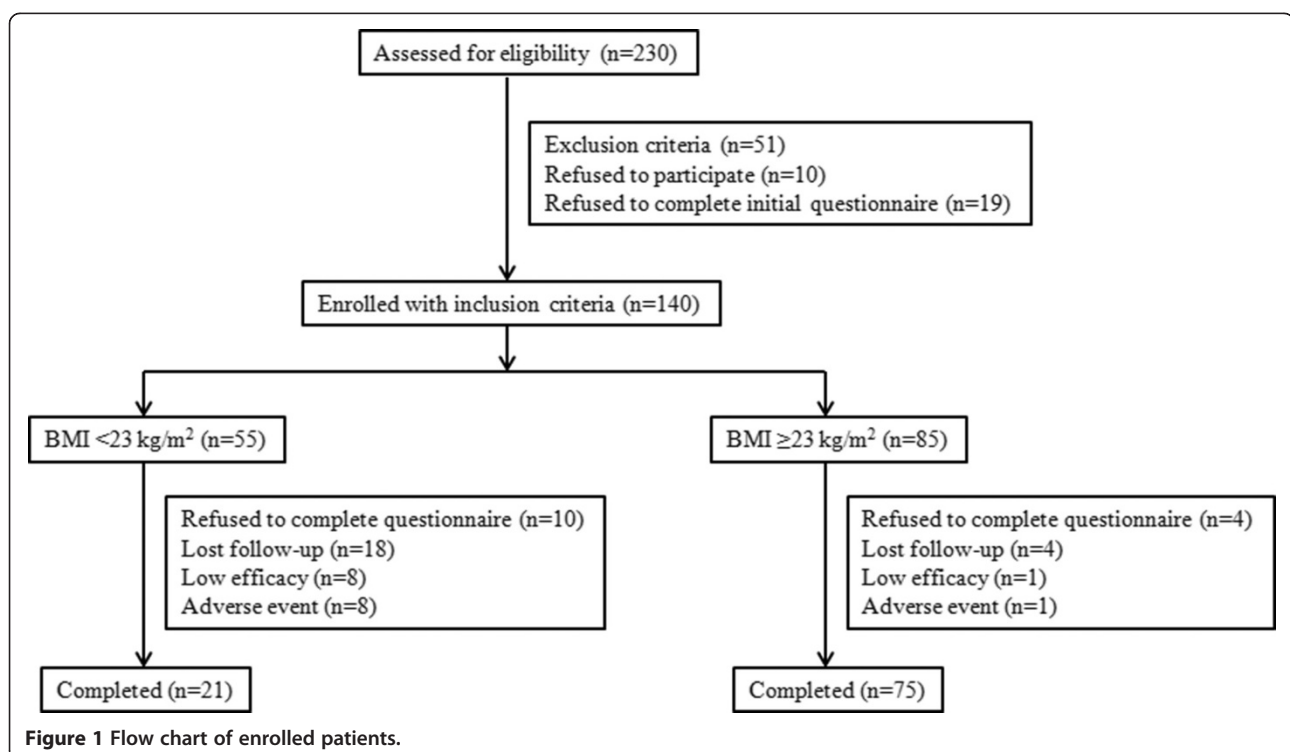 Assessed for eligibility (n=230)
Exclusion criteria (n=51)
Refused to participate (n=10)
Refused to complete initial questionnaire (n=19)
Enrolled with inclusion criteria (n=140)
BMI <23 kg/m² (n=55)
BMI ≥23 kg/m² (n=85)
Refused to complete questionnaire (n=10)
Lost follow-up (n=18)
Low efficacy (n=8)
Adverse event (n=8)
Refused to complete questionnaire (n=4)
Lost follow-up (n=4)
Low efficacy (n=1)
Adverse event (n=1)
Completed (n=21)
Completed (n=75)
Figure 1 Flow chart of enrolled patients.